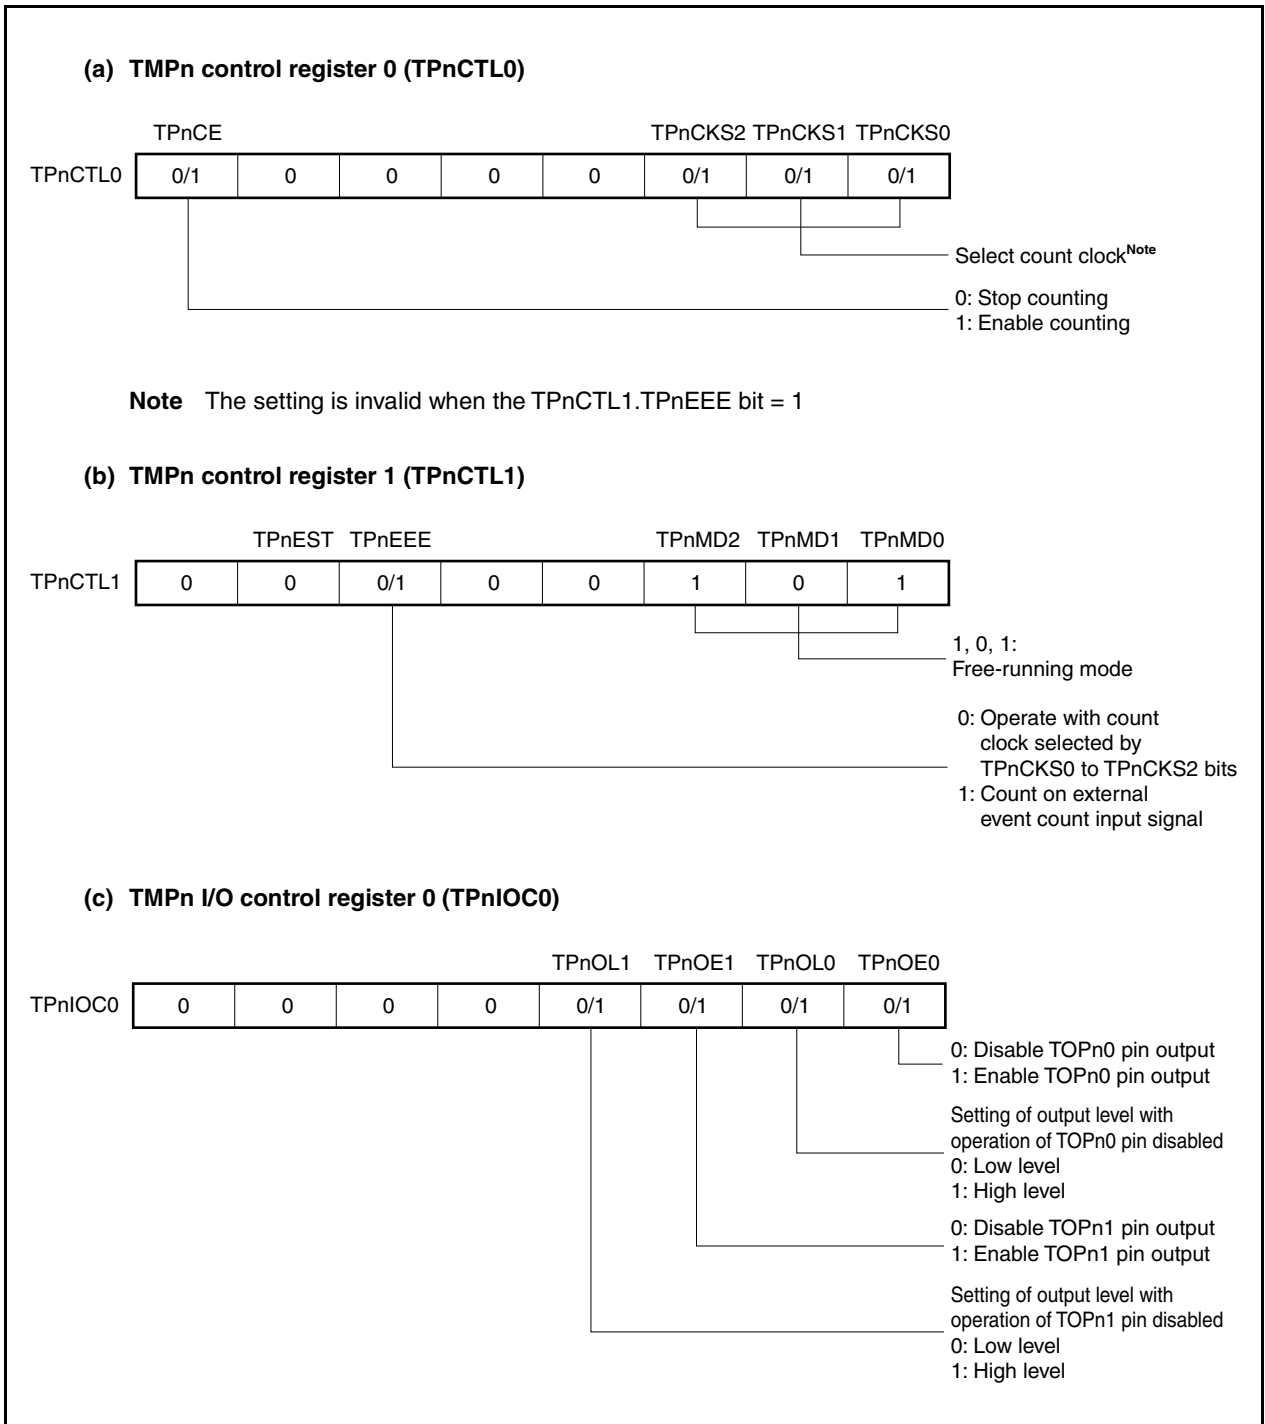 (a) TMPn control register 0 (TPnCTL0)
TPnCE TPnCKS2 TPnCKS1 TPnCKS0
TPnCTL0 0/1 0 0 0 0 0/1 0/1 0/1
Select count clockNote
0: Stop counting
1: Enable counting
Note The setting is invalid when the TPnCTL1.TPnEEE bit = 1
(b) TMPn control register 1 (TPnCTL1)
TPnEST TPnEEE TPnMD2 TPnMD1 TPnMD0
TPnCTL1 0 0 0/1 0 0 1 0 1
1, 0, 1:
Free-running mode
0: Operate with count
clock selected by
TPnCKS0 to TPnCKS2 bits
1: Count on external
event count input signal
(c) TMPn I/O control register 0 (TPnIOC0)
TPnOL1 TPnOE1 TPnOL0 TPnOE0
TPnIOC0 0 0 0 0 0/1 0/1 0/1 0/1
0: Disable TOPn0 pin output
1: Enable TOPn0 pin output
Setting of output level with
operation of TOPn0 pin disabled
0: Low level
1: High level
0: Disable TOPn1 pin output
1: Enable TOPn1 pin output
Setting of output level with
operation of TOPn1 pin disabled
0: Low level
1: High level